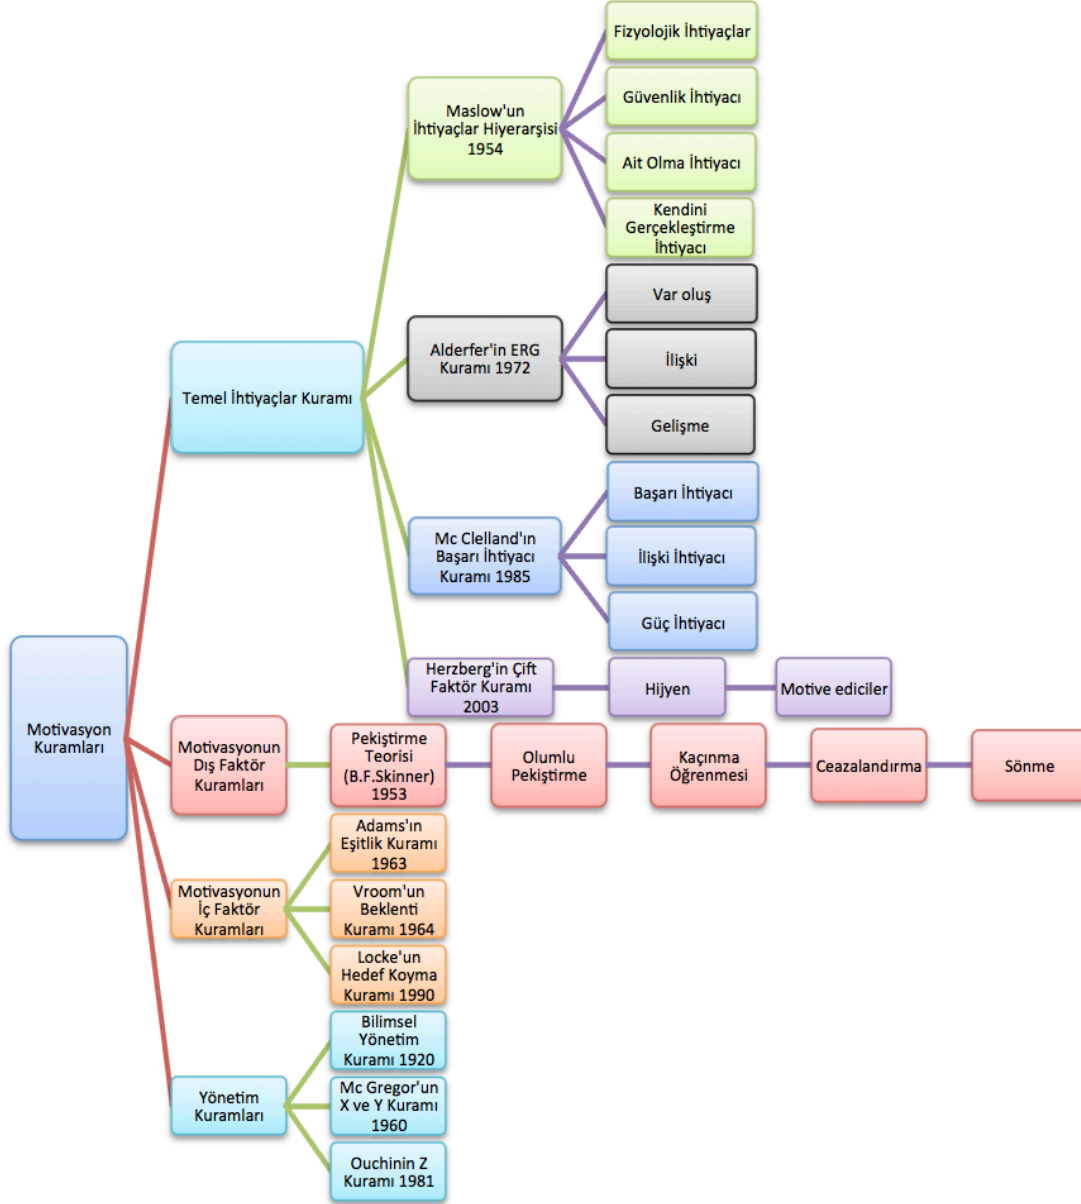 Motivasyon
Kuramları
Temel İhtiyaçlar Kuramı
Maslow'un
İhtiyaçlar Hiyerarşisi
1954
Fizyolojik İhtiyaçlar
Güvenlik İhtiyacı
Ait Olma İhtiyacı
Kendini
Gerçekleştirme
İhtiyacı
Alderfer'in ERG
Kuramı 1972
Var oluş
İlişki
Gelişme
Mc Clelland'ın
Başarı İhtiyacı
Kuramı 1985
Başarı İhtiyacı
İlişki İhtiyacı
Güç İhtiyacı
Herzberg'in Çift
Faktör Kuramı
2003
Hijyen
Motive ediciler
Motivasyonun
Dış Faktör
Kuramları
Pekiştirme
Teorisi
(B.F.Skinner)
1953
Olumlu
Pekiştirme
Kaçınma
Öğrenmesi
Ceazalandırma
Sönme
Motivasyonun
İç Faktör
Kuramları
Adams'ın
Eşitlik Kuramı
1963
Vroom'un
Beklenti
Kuramı 1964
Locke'un
Hedef Koyma
Kuramı 1990
Yönetim
Kuramları
Bilimsel
Yönetim
Kuramı 1920
Mc Gregor'un
X ve Y Kuramı
1960
Ouchinin Z
Kuramı 1981